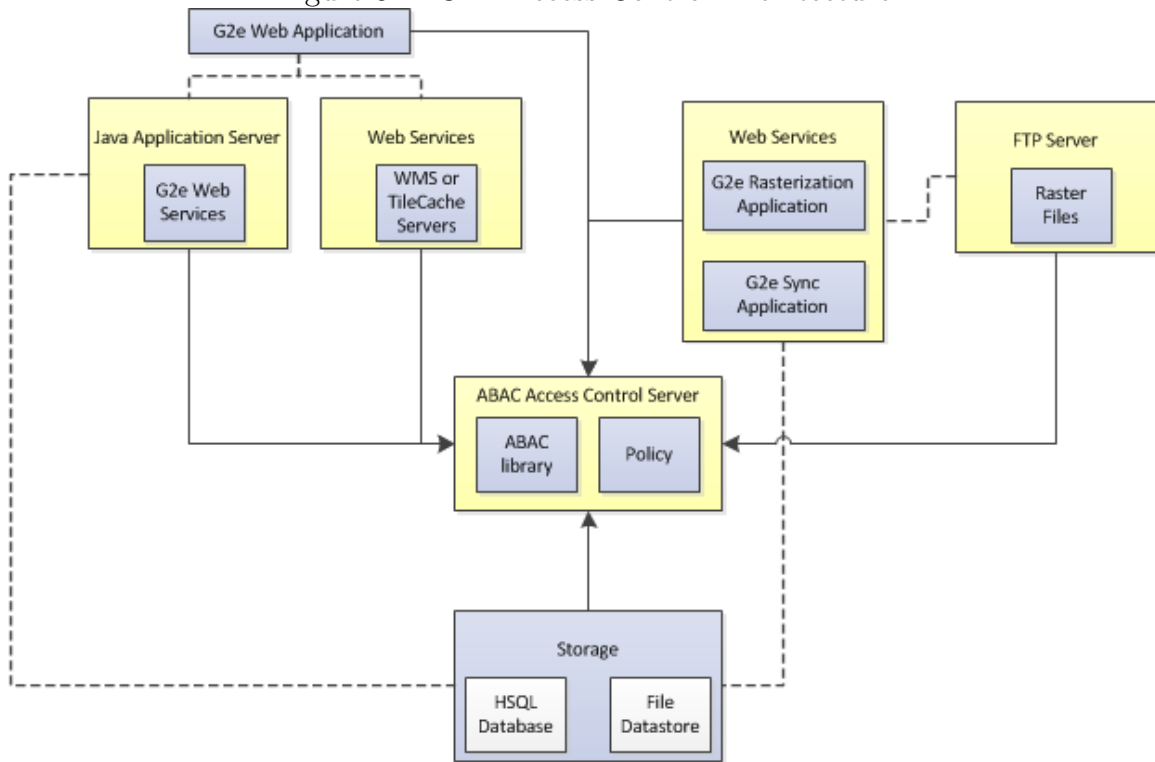 G2e Web Application
Java Application Server
G2e Web
Services
Web Services
WMS or
TileCache
Servers
Web Services
G2e Rasterization
Application
G2e Sync
Application
FTP Server
Raster
Files
ABAC Access Control Server
ABAC
library
Policy
Storage
HSQL
Database
File
Datastore